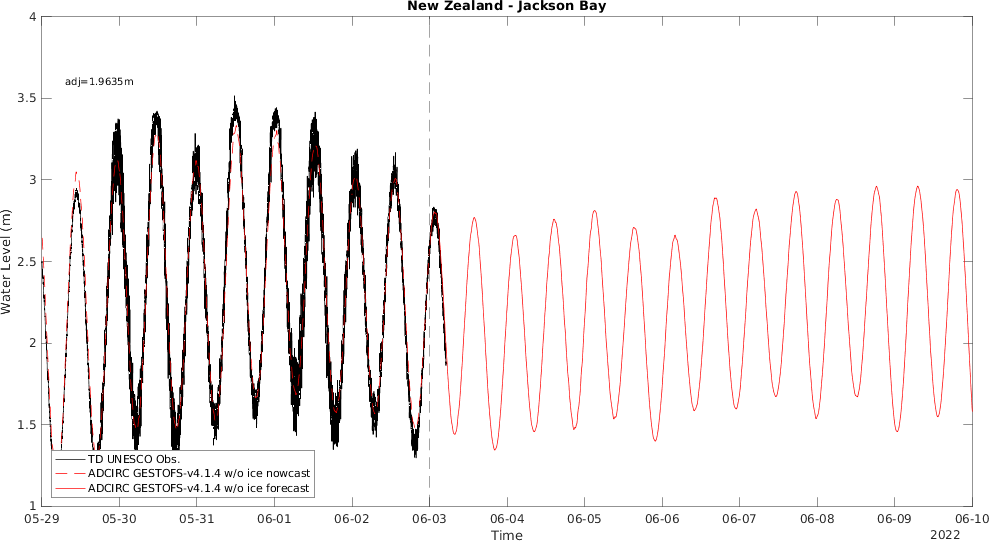 New Zealand - Jackson Bay
4
adj=1.9635m
3.5
3
2.5
2
1.5
1
Water Level (m)
TD UNESCO Obs.
ADCIRC GESTOFS-v4.1.4 w/o ice nowcast
ADCIRC GESTOFS-v4.1.4 w/o ice forecast
05-29 05-30 05-31 06-01 06-02 06-03 06-04 06-05 06-06 06-07 06-08 06-09 06-10
Time
2022